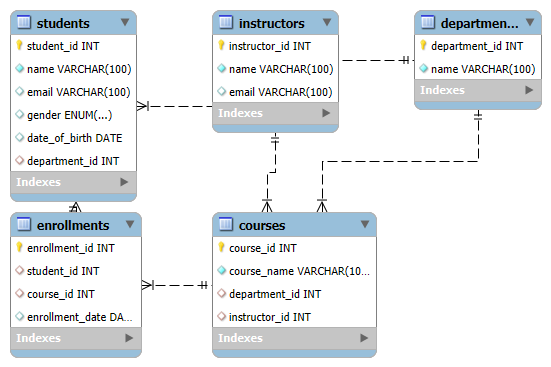 students
student_id INT
name VARCHAR(100)
email VARCHAR(100)
gender ENUM(...)
date_of_birth DATE
department_id INT
Indexes
instructors
instructor_id INT
name VARCHAR(100)
email VARCHAR(100)
Indexes
departmen...
department_id INT
name VARCHAR(100)
Indexes
enrollments
enrollment_id INT
student_id INT
course_id INT
enrollment_date DA...
Indexes
courses
course_id INT
course_name VARCHAR(10...
department_id INT
instructor_id INT
Indexes